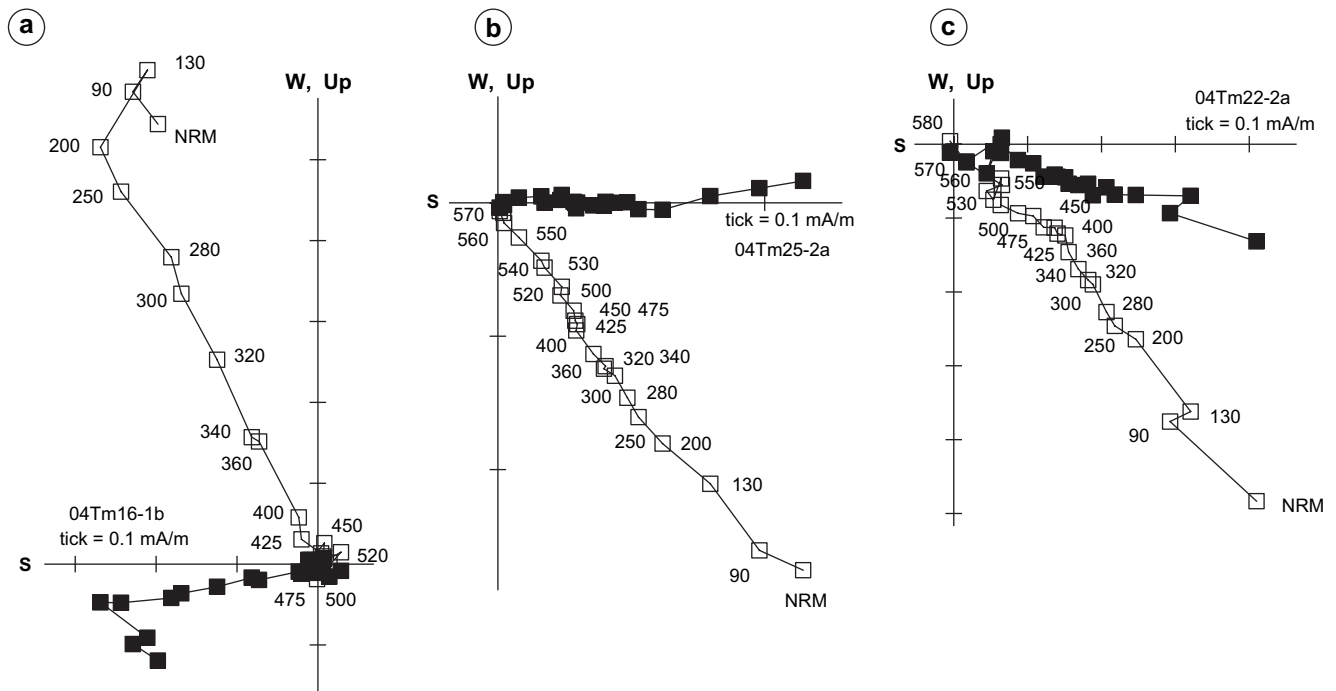 a
W, Up
130
90
NRM
200
250
280
300
320
340
360
04Tm16-1b
tick = 0.1 mA/m
400
450
425
520
S
475 500
b
W, Up
S
570
tick = 0.1 mA/m
560
550
04Tm25-2a
540
530
520
500
450 475
425
400
320 340
360
300
280
250
200
130
90
NRM
c
W, Up
04Tm22-2a
tick = 0.1 mA/m
580
S
570
560
550
530
450
500
400
475
425
360
340
320
300
280
250
200
130
90
NRM